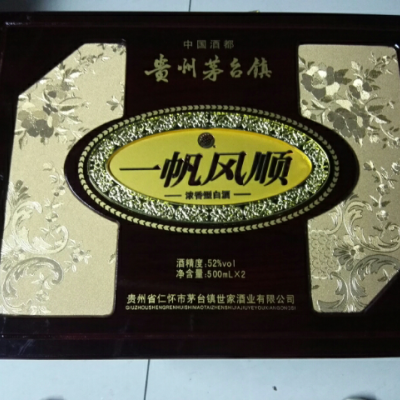 中国酒都
贵州茅台镇
一帆风顺
浓香型白酒
酒精度:52%vol
净含量:500mL×2
贵州省仁怀市茅台镇世家酒业有限公司